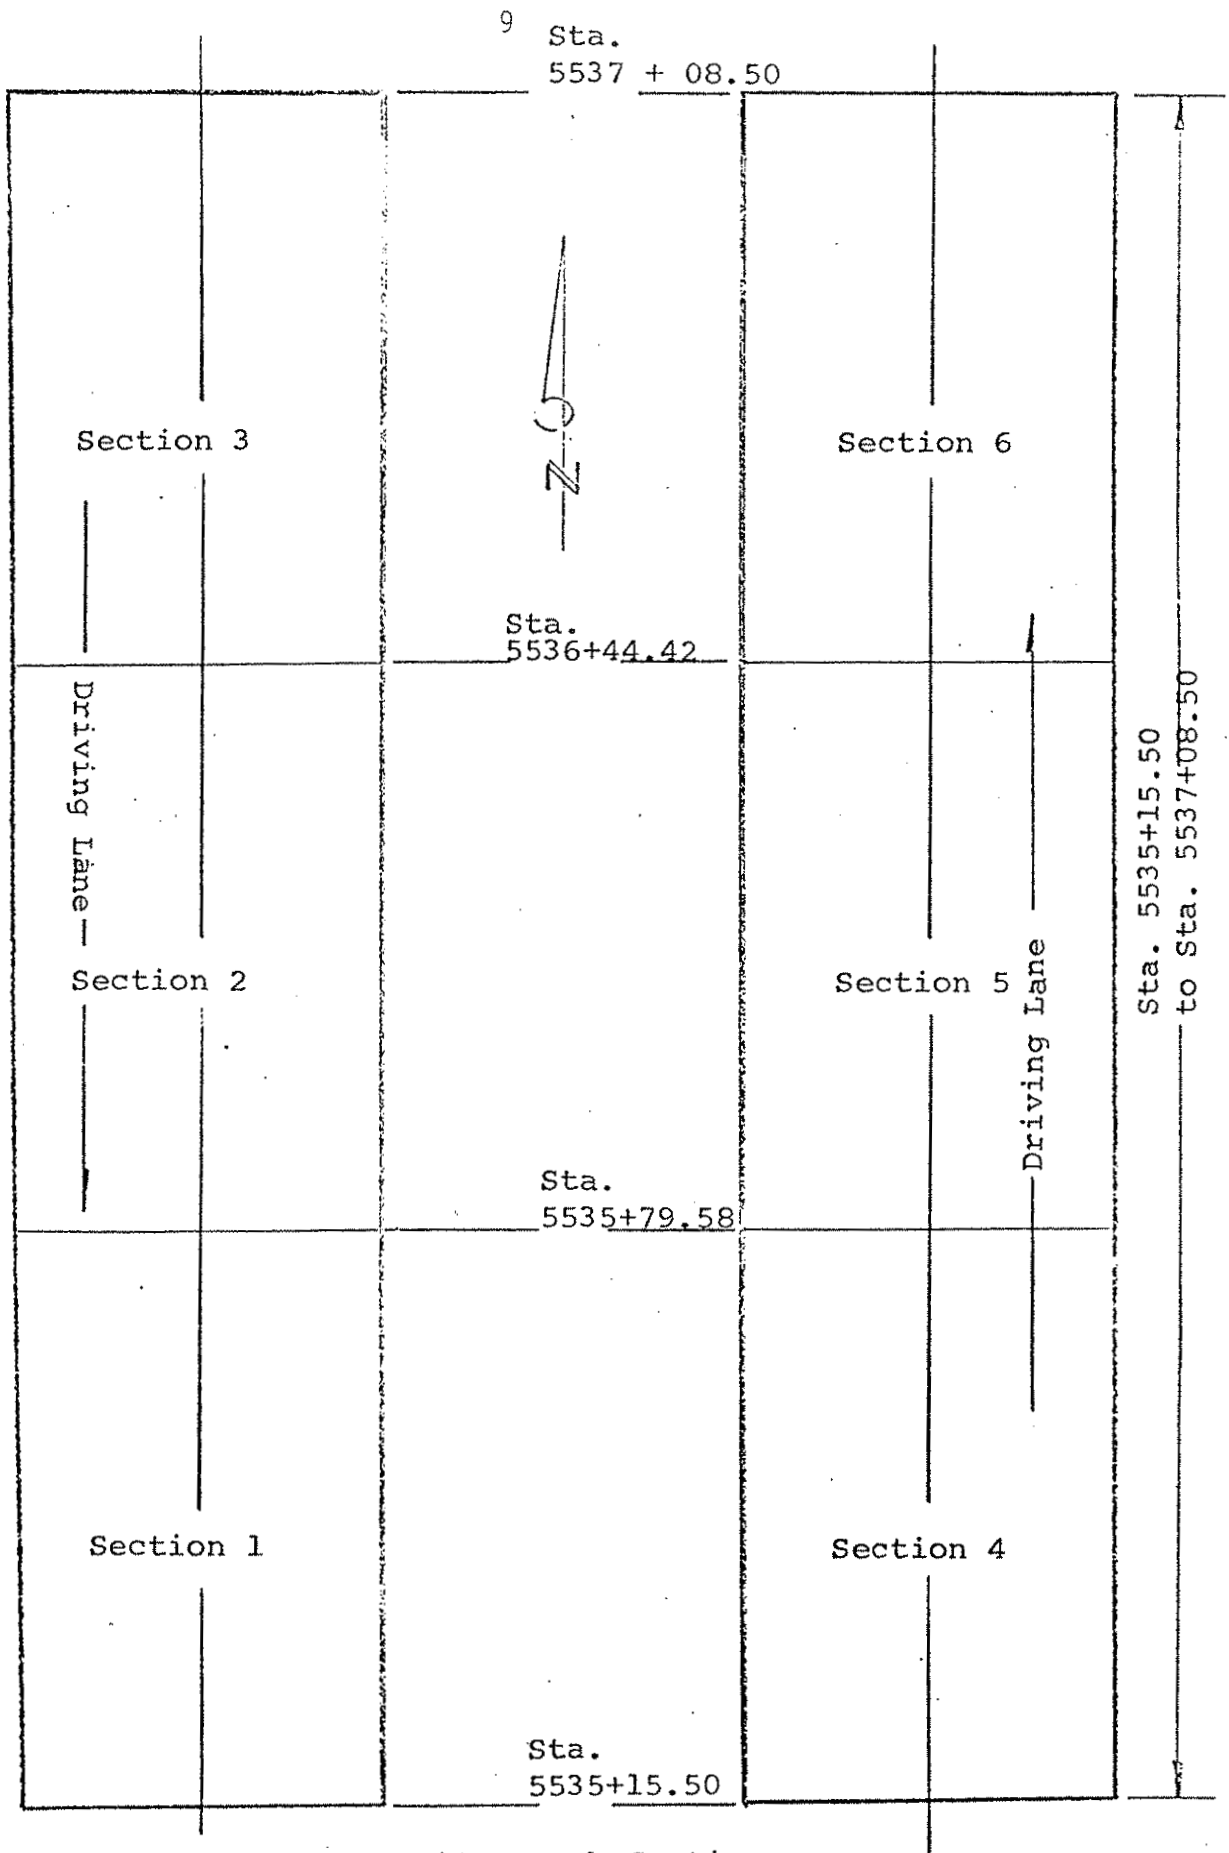 9
Sta.
5537 + 08.50
Section 3
Section 6
N
Sta.
5536+44.42
Driving Lane
Sta. 5535+15.50
to Sta. 5537+08.50
Section 2
Section 5
Driving Lane
Sta.
5535+79.58
Section 1
Section 4
Sta.
5535+15.50